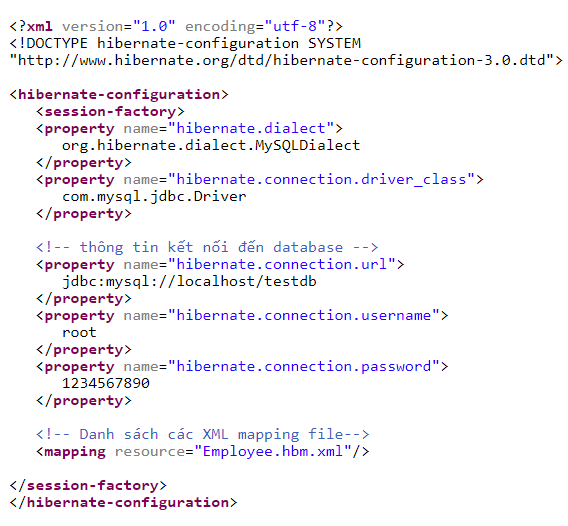 <?xml version="1.0" encoding="utf-8"?>
<!DOCTYPE hibernate-configuration SYSTEM
"http://www.hibernate.org/dtd/hibernate-configuration-3.0.dtd">
<hibernate-configuration>
<session-factory>
<property name="hibernate.dialect">
org.hibernate.dialect.MySQLDialect
</property>
<property name="hibernate.connection.driver_class">
com.mysql.jdbc.Driver
</property>
<!-- thông tin kết nối đến database -->
<property name="hibernate.connection.url">
jdbc:mysql://localhost/testdb
</property>
<property name="hibernate.connection.username">
root
</property>
<property name="hibernate.connection.password">
1234567890
</property>
<!-- Danh sách các XML mapping file-->
<mapping resource="Employee.hbm.xml"/>
</session-factory>
</hibernate-configuration>